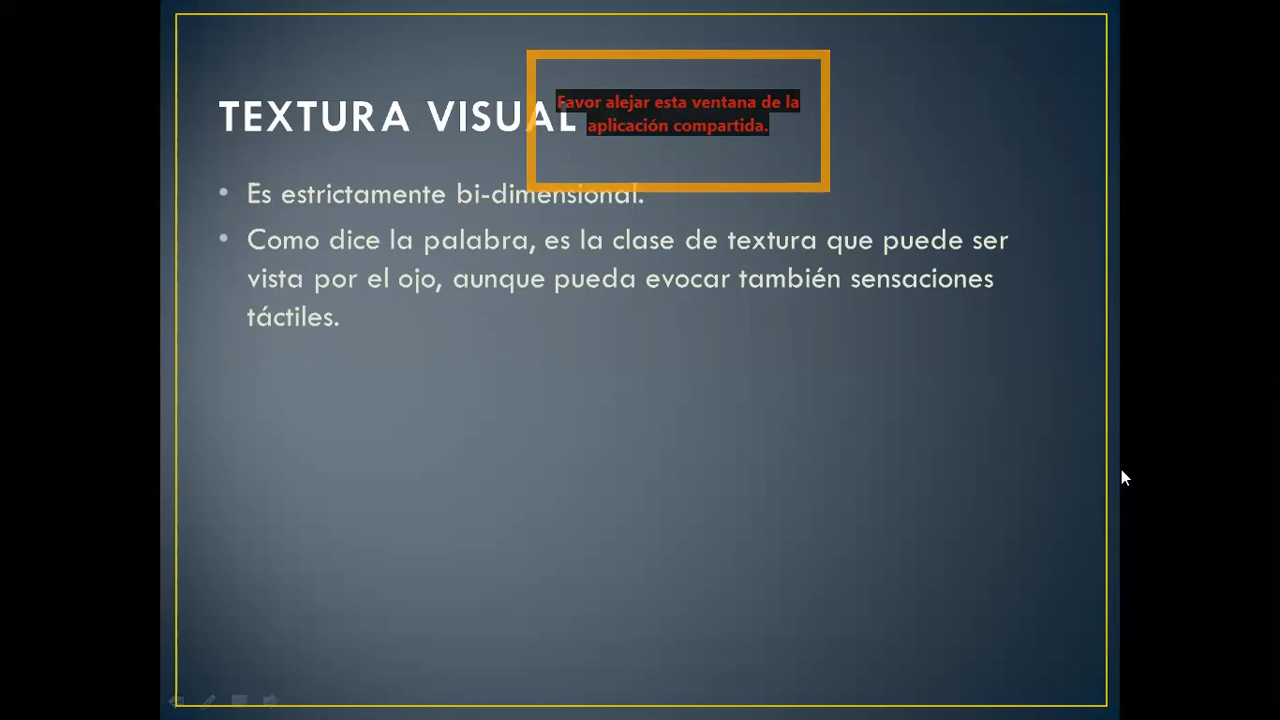 TEXTURA VISUAL
Favor alejar esta ventana de la
aplicación compartida.
• Es estrictamente bi-dimensional.
• Como dice la palabra, es la clase de textura que puede ser
vista por el ojo, aunque pueda evocar también sensaciones
táctiles.